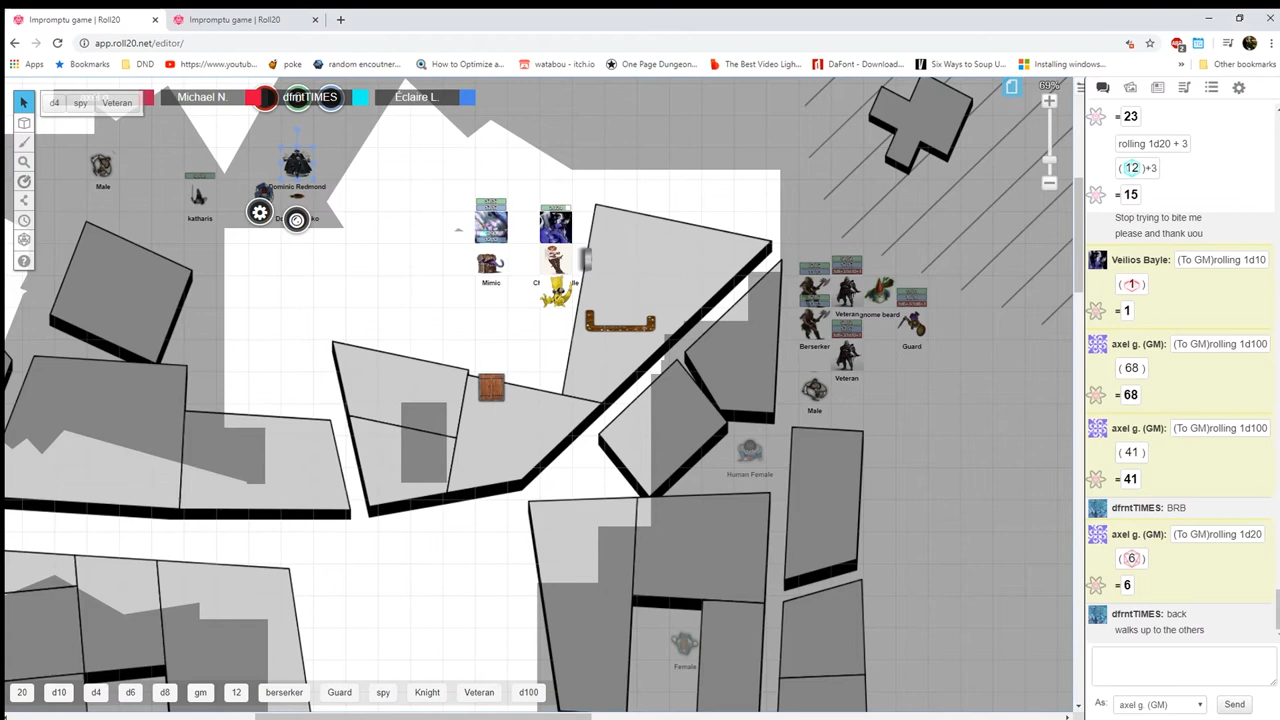 Impromptu game | Roll20
Impromptu game | Roll20
app.roll20.net/editor/
Apps
Bookmarks
DND
https://www.youtub...
poke
random encoutner...
How to Optimize a...
watabou - itch.io
One Page Dungeon...
The Best Video Ligh...
DaFont - Download...
Six Ways to Soup U...
Installing windows...
Other bookmarks
d4
spy
Veteran
Michael N.
dfrntTIMES
Éclaire L.
69%
Male
katharis
Dominic Redmond
Mimic
Veteran
gnome beard
Berserker
Veteran
Guard
Male
Human Female
Female
20
d10
d4
d6
d8
gm
12
berserker
Guard
spy
Knight
Veteran
d100
= 23
rolling 1d20 + 3
( 12 )+3
= 15
Stop trying to bite me
please and thank uou
Veilios Bayle: (To GM)rolling 1d10
( 1 )
= 1
axel g. (GM): (To GM)rolling 1d100
( 68 )
= 68
axel g. (GM): (To GM)rolling 1d100
( 41 )
= 41
dfrntTIMES: BRB
axel g. (GM): (To GM)rolling 1d20
( 6 )
= 6
dfrntTIMES: back
walks up to the others
As: axel g. (GM)
Send